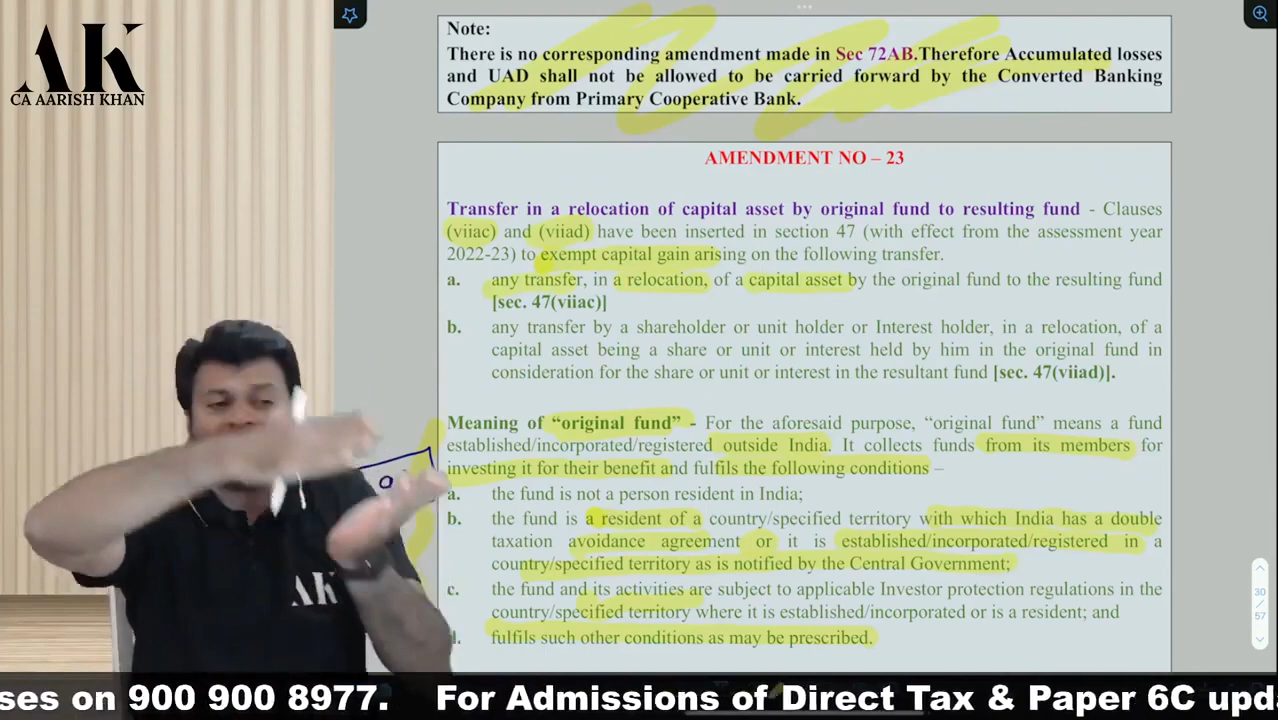 AK
CA AARISH KHAN
Note:
There is no corresponding amendment made in Sec 72AB.Therefore Accumulated losses
and UAD shall not be allowed to be carried forward by the Converted Banking
Company from Primary Cooperative Bank.
AMENDMENT NO – 23
Transfer in a relocation of capital asset by original fund to resulting fund - Clauses
(viiac) and (viiad) have been inserted in section 47 (with effect from the assessment year
2022-23) to exempt capital gain arising on the following transfer.
a. any transfer, in a relocation, of a capital asset by the original fund to the resulting fund
[sec. 47(viiac)]
b. any transfer by a shareholder or unit holder or Interest holder, in a relocation, of a
capital asset being a share or unit or interest held by him in the original fund in
consideration for the share or unit or interest in the resultant fund [sec. 47(viiad)].
Meaning of “original fund” - For the aforesaid purpose, “original fund” means a fund
established/incorporated/registered outside India. It collects funds from its members for
investing it for their benefit and fulfils the following conditions –
a. the fund is not a person resident in India;
b. the fund is a resident of a country/specified territory with which India has a double
taxation avoidance agreement or it is established/incorporated/registered in a
country/specified territory as is notified by the Central Government;
c. the fund and its activities are subject to applicable Investor protection regulations in the
country/specified territory where it is established/incorporated or is a resident; and
d. fulfils such other conditions as may be prescribed.
AK
30
/
57
ses on 900 900 8977. For Admissions of Direct Tax & Paper 6C upd